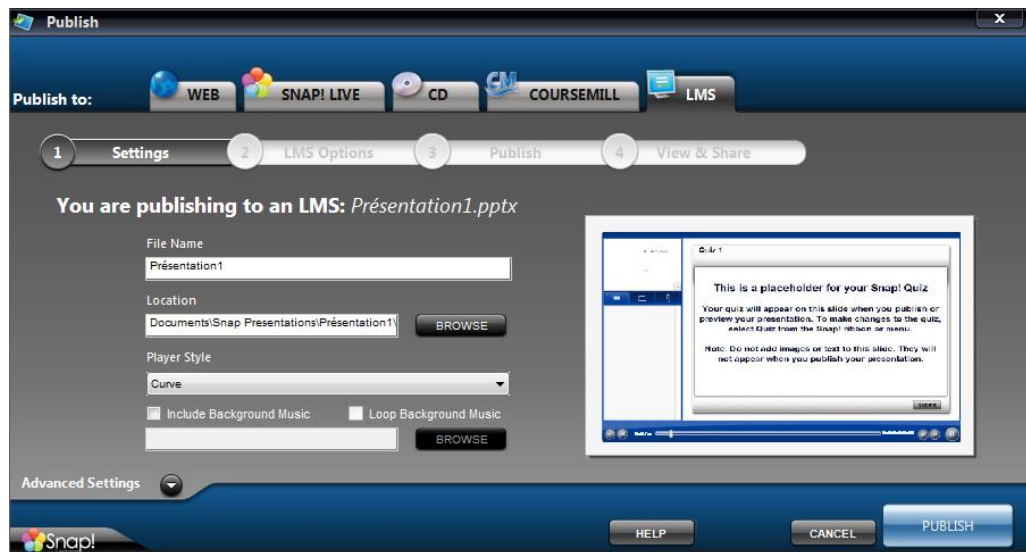 Publish
X
Publish to:
WEB
SNAP! LIVE
CD
GM
COURSEMILL
LMS
1 Settings
2 LMS Options
3 Publish
4 View & Share
You are publishing to an LMS: Présentation1.pptx
File Name
Présentation1
Location
Documents\Snap Presentations\Présentation1\
BROWSE
Player Style
Curve
Include Background Music
Loop Background Music
BROWSE
Quiz 1
This is a placeholder for your Snap! Quiz
Your quiz will appear on this slide when you publish or
preview your presentation. To make changes to the quiz,
select Quiz from the Snap! ribbon or menu.
Note: Do not add images or text to this slide. They will
not appear when you publish your presentation.
Advanced Settings
Snap!
HELP
CANCEL
PUBLISH